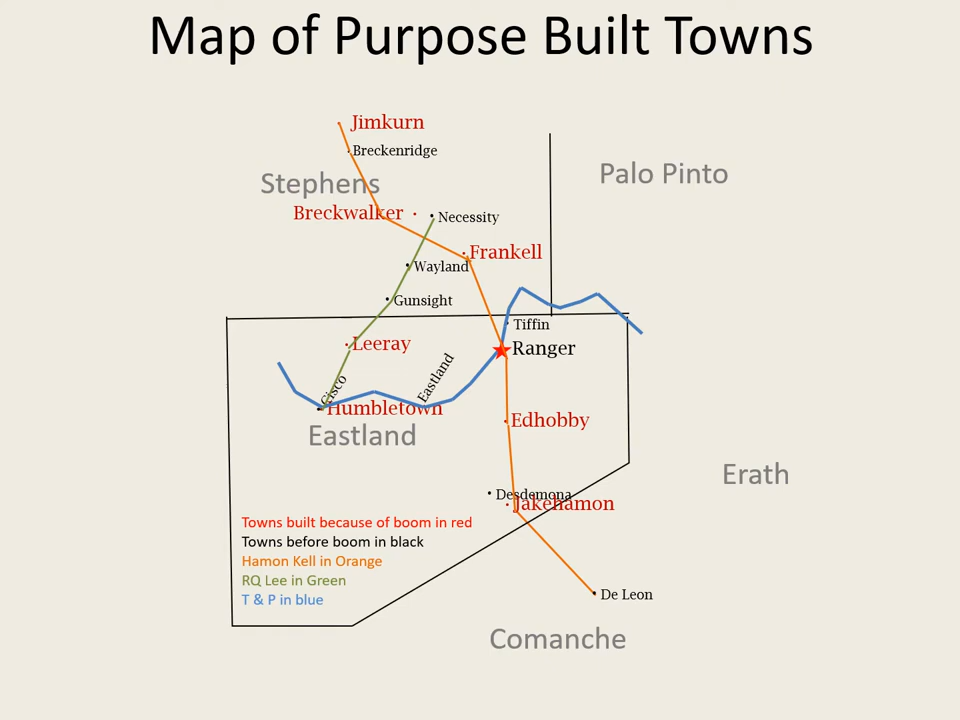 Map of Purpose Built Towns
Jimkurn
Breckenridge
Palo Pinto
Stephens
Breckwalker
Necessity
Frankell
Wayland
Gunsight
Tiffin
Leeray
Ranger
Eastland
Cisco
Humbletown
Edhobby
Eastland
Erath
Desdemona
Jakehamon
Towns built because of boom in red
Towns before boom in black
Hamon Kell in Orange
RQ Lee in Green
T & P in blue
De Leon
Comanche